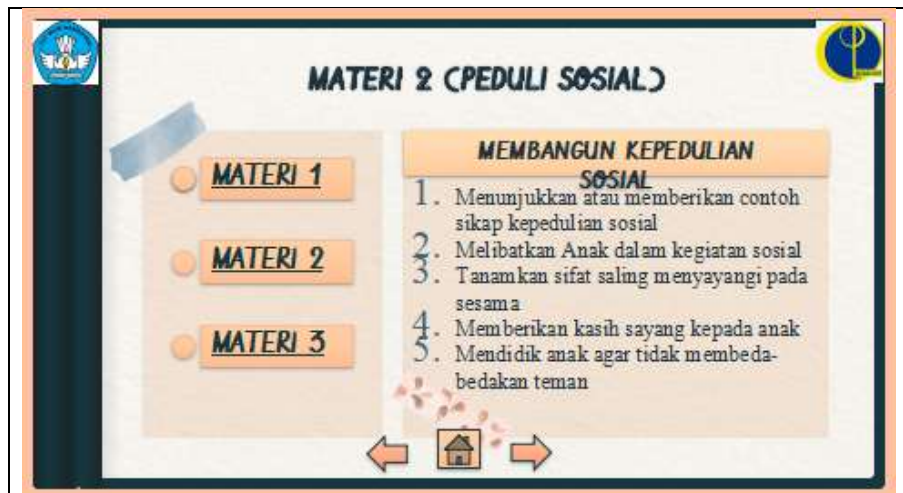 MATERI 2 (PEDULI SOSIAL)
MATERI 1
MATERI 2
MATERI 3
MEMBANGUN KEPEDULIAN
SOSIAL
1. Menunjukkan atau memberikan contoh
sikap kepedulian sosial
2. Melibatkan Anak dalam kegiatan sosial
3. Tanamkan sifat saling menyayangi pada
sesama
4. Memberikan kasih sayang kepada anak
5. Mendidik anak agar tidak membeda-
bedakan teman